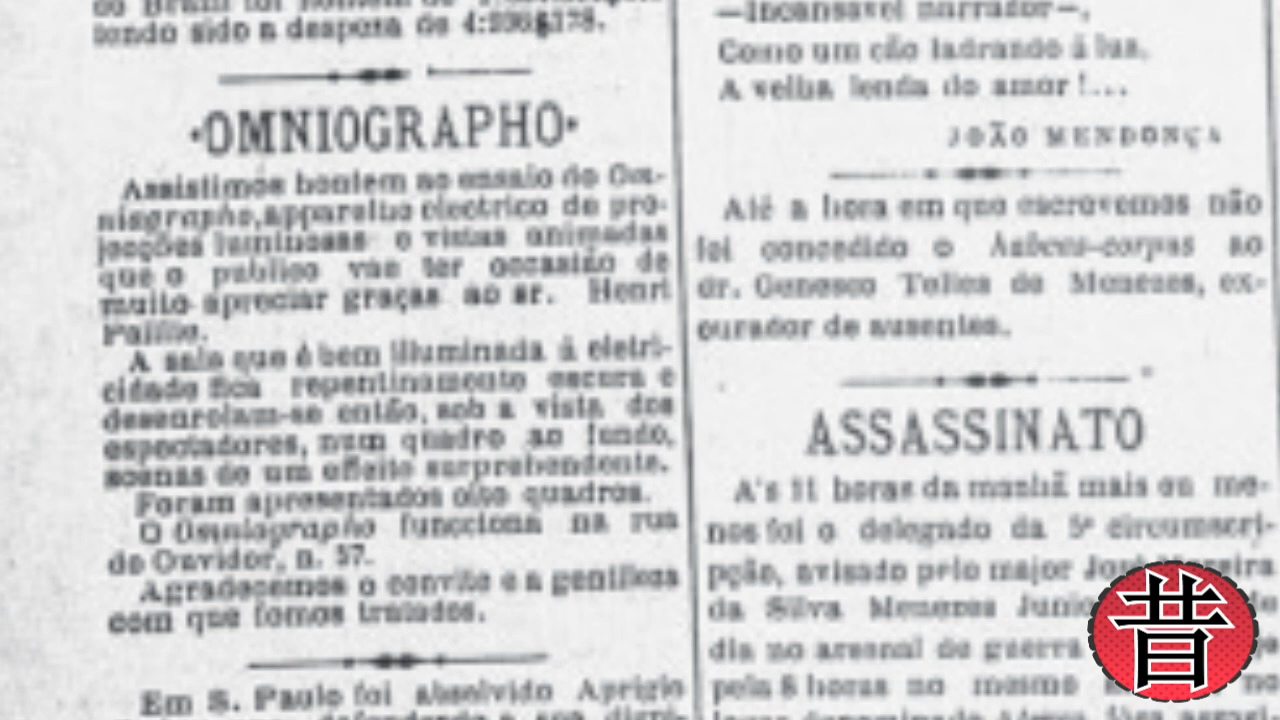 tendo sido a despeza de
OMNIOGRAPHO
Assistimos hontem ao ensaio do Om-
niographo, apparelho electrico de pro-
jecções luminosas e vistas animadas
que o publico vae ter occasião de
muito apreciar graças ao sr. Henri
Paillie.
A sala que é bem illuminada á eletri-
cidade fica repentinamente escura e
desenrolam-se então, sob a vista dos
espectadores, num quadro ao fundo,
scenas de um effeito surprehendente.
Foram apresentados oito quadros.
O Omniographo funcciona na rua
do Ouvidor, n. 57.
Agradecemos o convite e a gentileza
com que fomos tratados.
Em S. Paulo foi Aprigio
—Incansavel narrador—,
Como um cão ladrando á lua,
A velha lenda do amor!...
JOÃO MENDONÇA
Até a hora em que escrevemos não
foi concedido o habeas-corpus ao
dr. Genesco Telles de Menezes, ex-
curador de ausentes.
ASSASSINATO
A's 11 horas da manhã mais ou me-
nos foi o delegado da 5ª circumscri-
pção, avisado pelo major José
da Silva Menezes
dia no arsenal de guerra
pela 8 horas no mesmo
昔